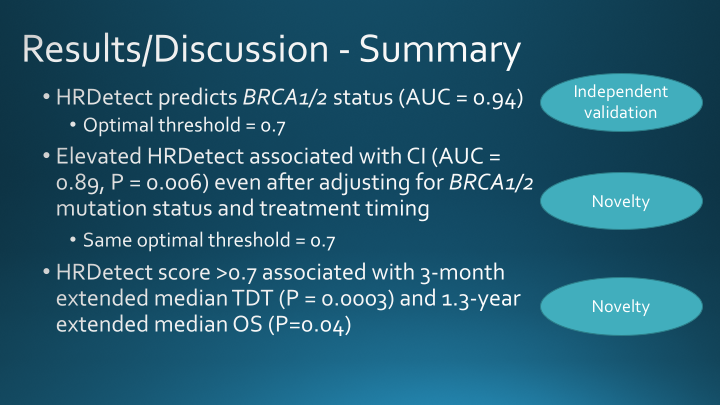 Results/Discussion - Summary
• HRDetect predicts BRCA1/2 status (AUC = 0.94)
• Optimal threshold = 0.7
• Elevated HRDetect associated with CI (AUC =
0.89, P = 0.006) even after adjusting for BRCA1/2
mutation status and treatment timing
• Same optimal threshold = 0.7
• HRDetect score >0.7 associated with 3-month
extended median TDT (P = 0.0003) and 1.3-year
extended median OS (P=0.04)
Independent
validation
Novelty
Novelty